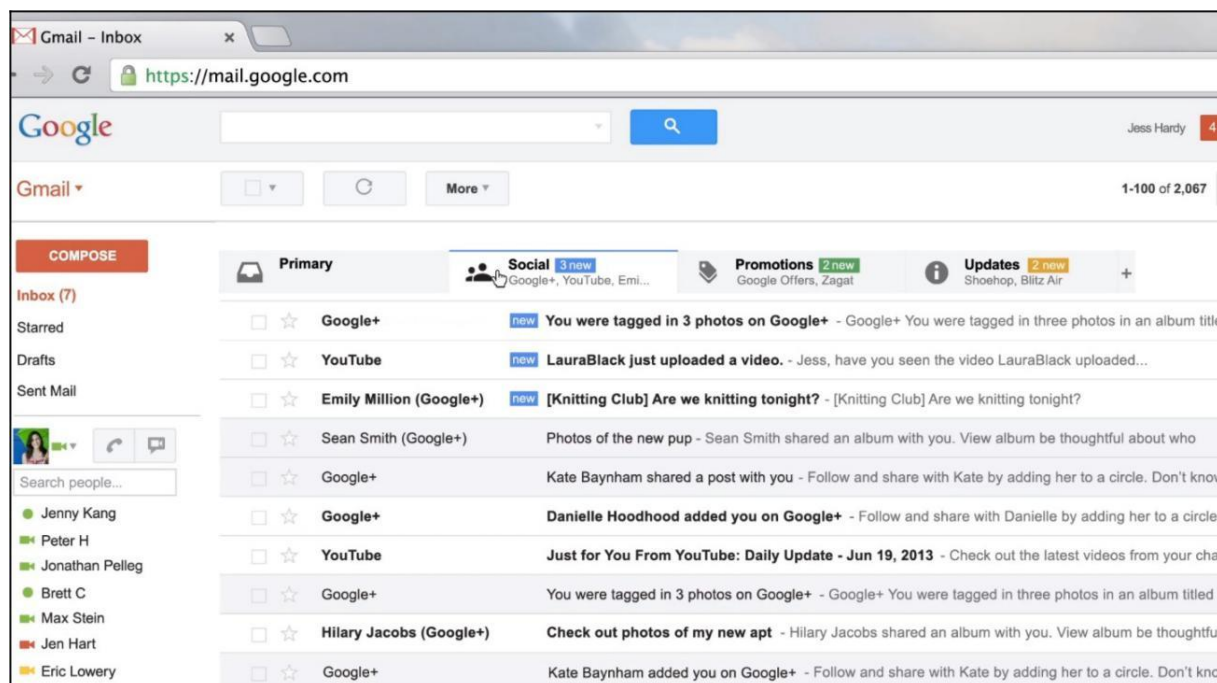 Gmail – Inbox
https://mail.google.com
Google
Jess Hardy 4
Gmail
More
1-100 of 2,067
COMPOSE
Primary
Social 3 new
Google+, YouTube, Emi...
Promotions 2 new
Google Offers, Zagat
Updates 2 new
Shoehop, Blitz Air
+
Inbox (7)
Starred
Drafts
Sent Mail
Google+ new You were tagged in 3 photos on Google+ - Google+ You were tagged in three photos in an album title
YouTube new LauraBlack just uploaded a video. - Jess, have you seen the video LauraBlack uploaded...
Emily Million (Google+) new [Knitting Club] Are we knitting tonight? - [Knitting Club] Are we knitting tonight?
Sean Smith (Google+) Photos of the new pup - Sean Smith shared an album with you. View album be thoughtful about who
Google+ Kate Baynham shared a post with you - Follow and share with Kate by adding her to a circle. Don't know
Google+ Danielle Hoodhood added you on Google+ - Follow and share with Danielle by adding her to a circle
YouTube Just for You From YouTube: Daily Update - Jun 19, 2013 - Check out the latest videos from your cha
Google+ You were tagged in 3 photos on Google+ - Google+ You were tagged in three photos in an album titled
Hilary Jacobs (Google+) Check out photos of my new apt - Hilary Jacobs shared an album with you. View album be thoughtfu
Google+ Kate Baynham added you on Google+ - Follow and share with Kate by adding her to a circle. Don't kno
Search people...
Jenny Kang
Peter H
Jonathan Pelleg
Brett C
Max Stein
Jen Hart
Eric Lowery